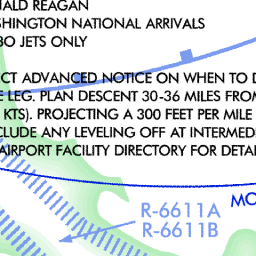 NALD REAGAN
SHINGTON NATIONAL ARRIVALS
BO JETS ONLY
CT ADVANCED NOTICE ON WHEN TO D
E LEG. PLAN DESCENT 30-36 MILES FROM
KTS). PROJECTING A 300 FEET PER MILE
CLUDE ANY LEVELING OFF AT INTERMED
AIRPORT FACILITY DIRECTORY FOR DETAI
MO
R-6611A
R-6611B